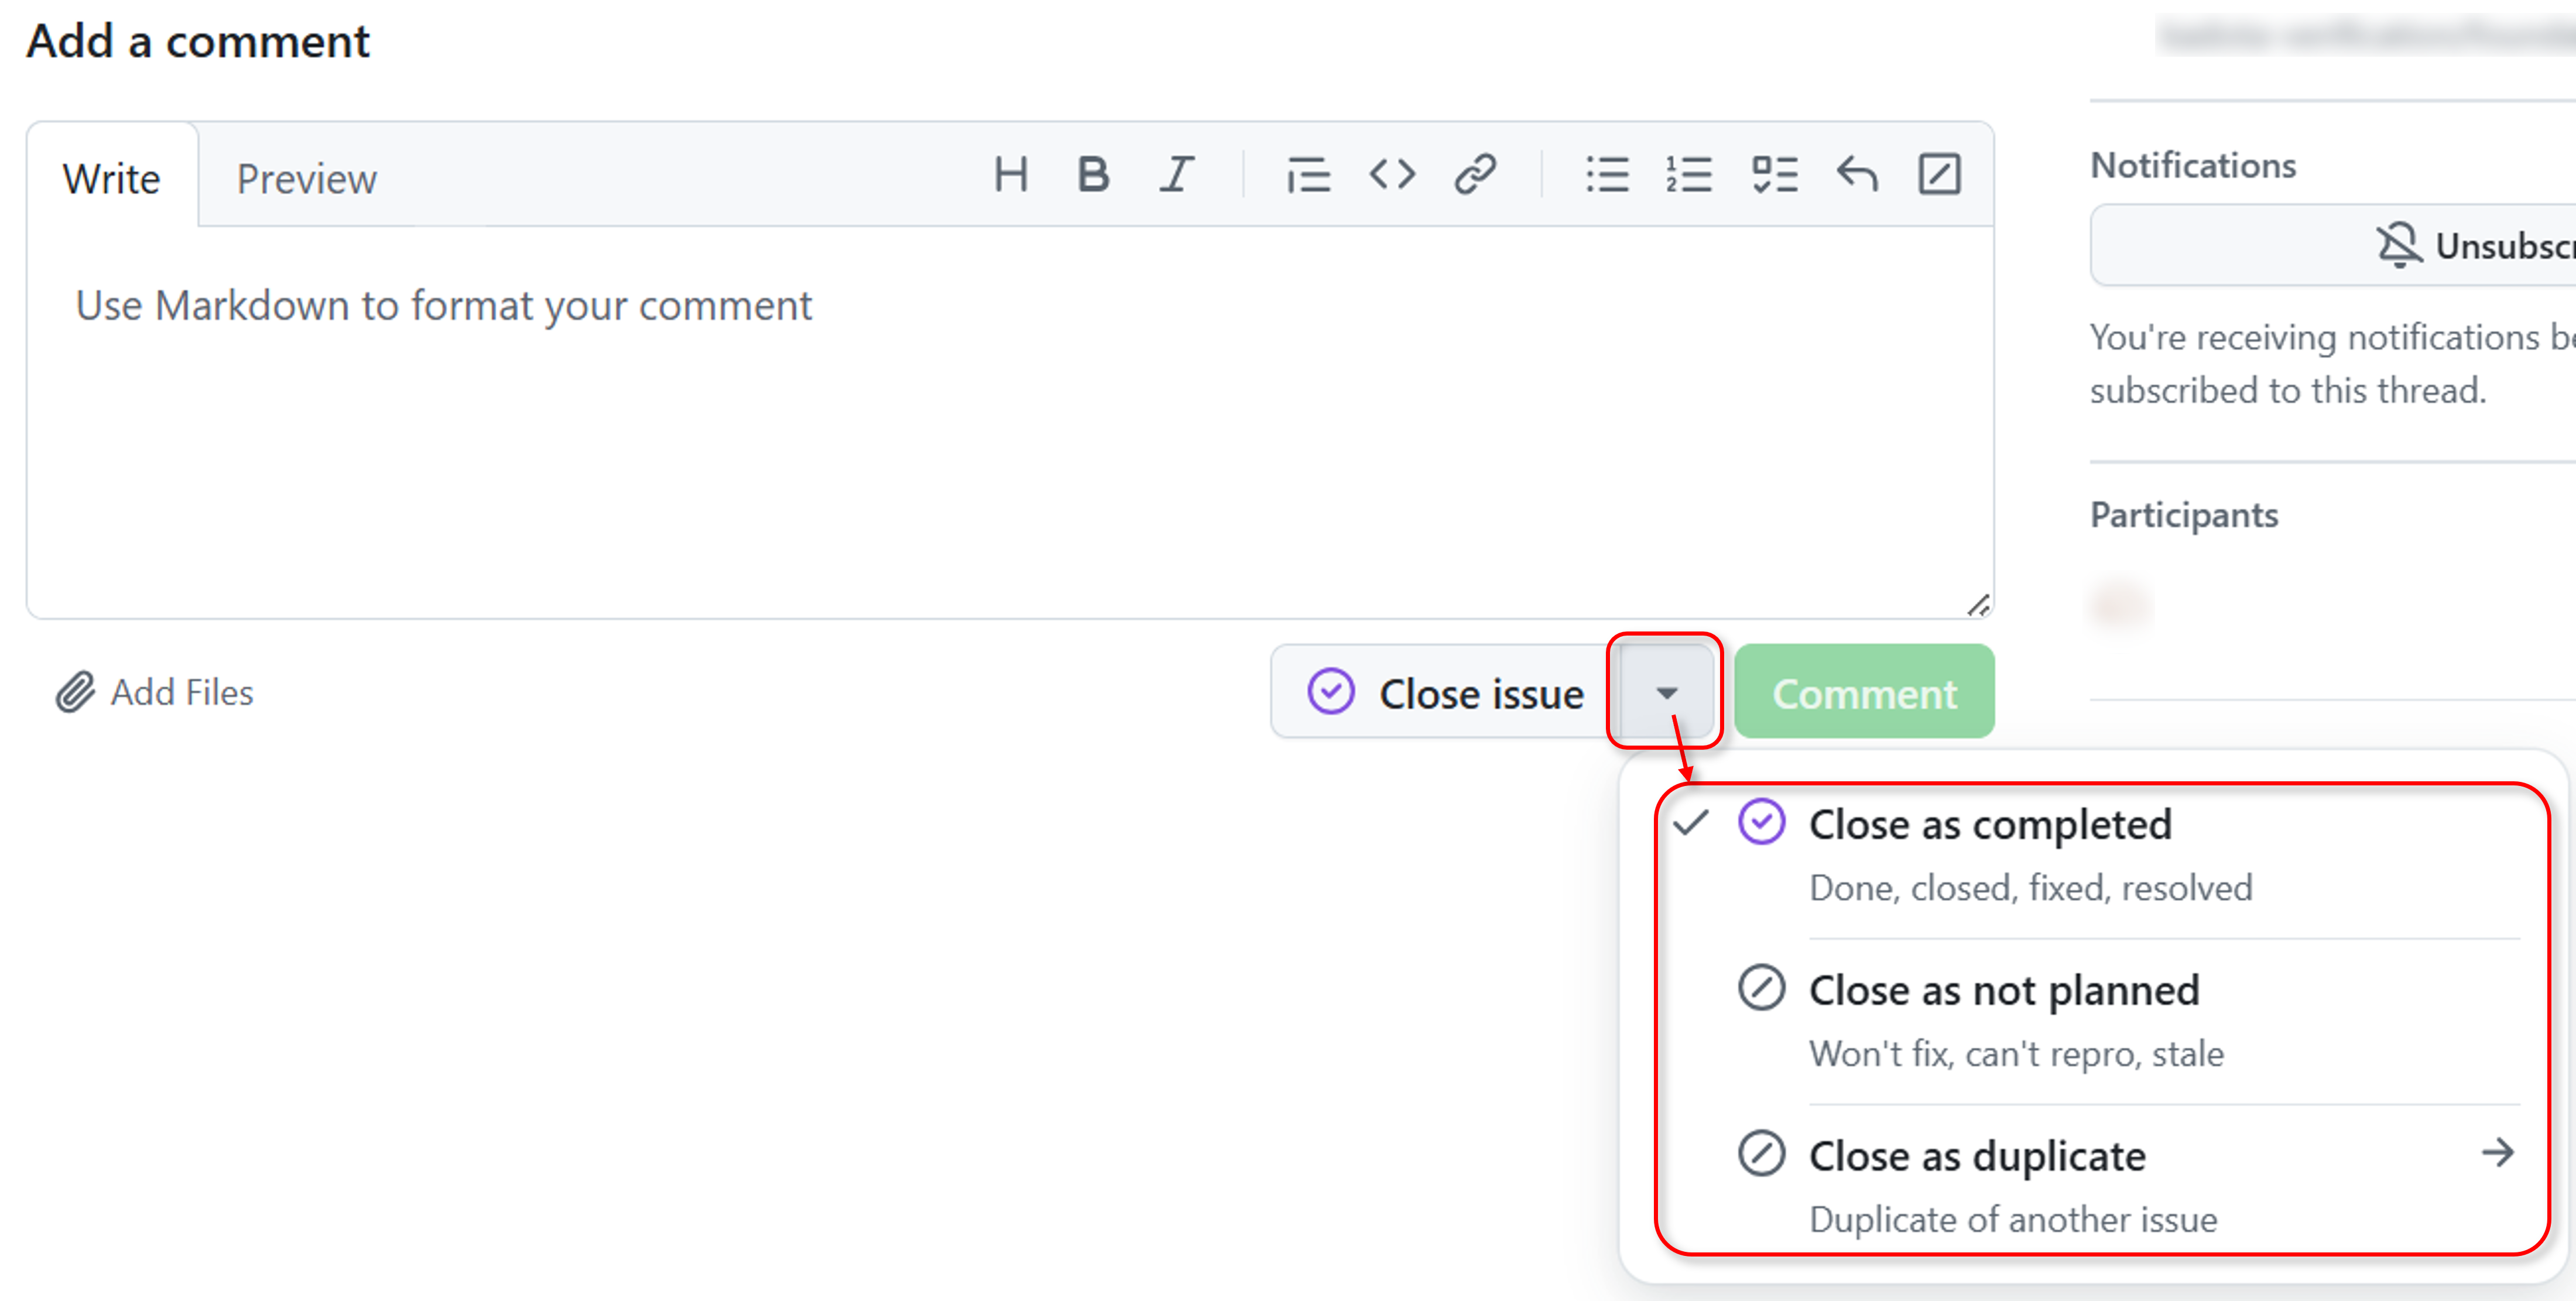 Add a comment
Write
Preview
H B I
Use Markdown to format your comment
Add Files
Close issue
Comment
Close as completed
Done, closed, fixed, resolved
Close as not planned
Won't fix, can't repro, stale
Close as duplicate
Duplicate of another issue
Notifications
Unsubscr
You're receiving notifications be
subscribed to this thread.
Participants